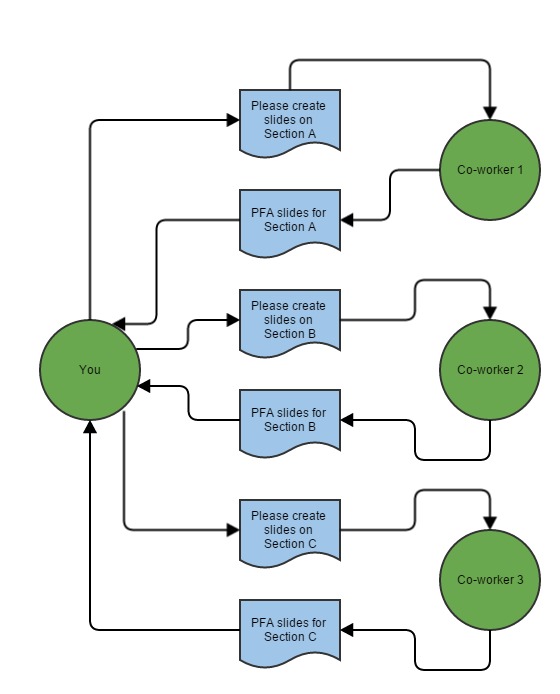 Please create
slides on
Section A
Co-worker 1
PFA slides for
Section A
Please create
slides on
Section B
You
Co-worker 2
PFA slides for
Section B
Please create
slides on
Section C
Co-worker 3
PFA slides for
Section C